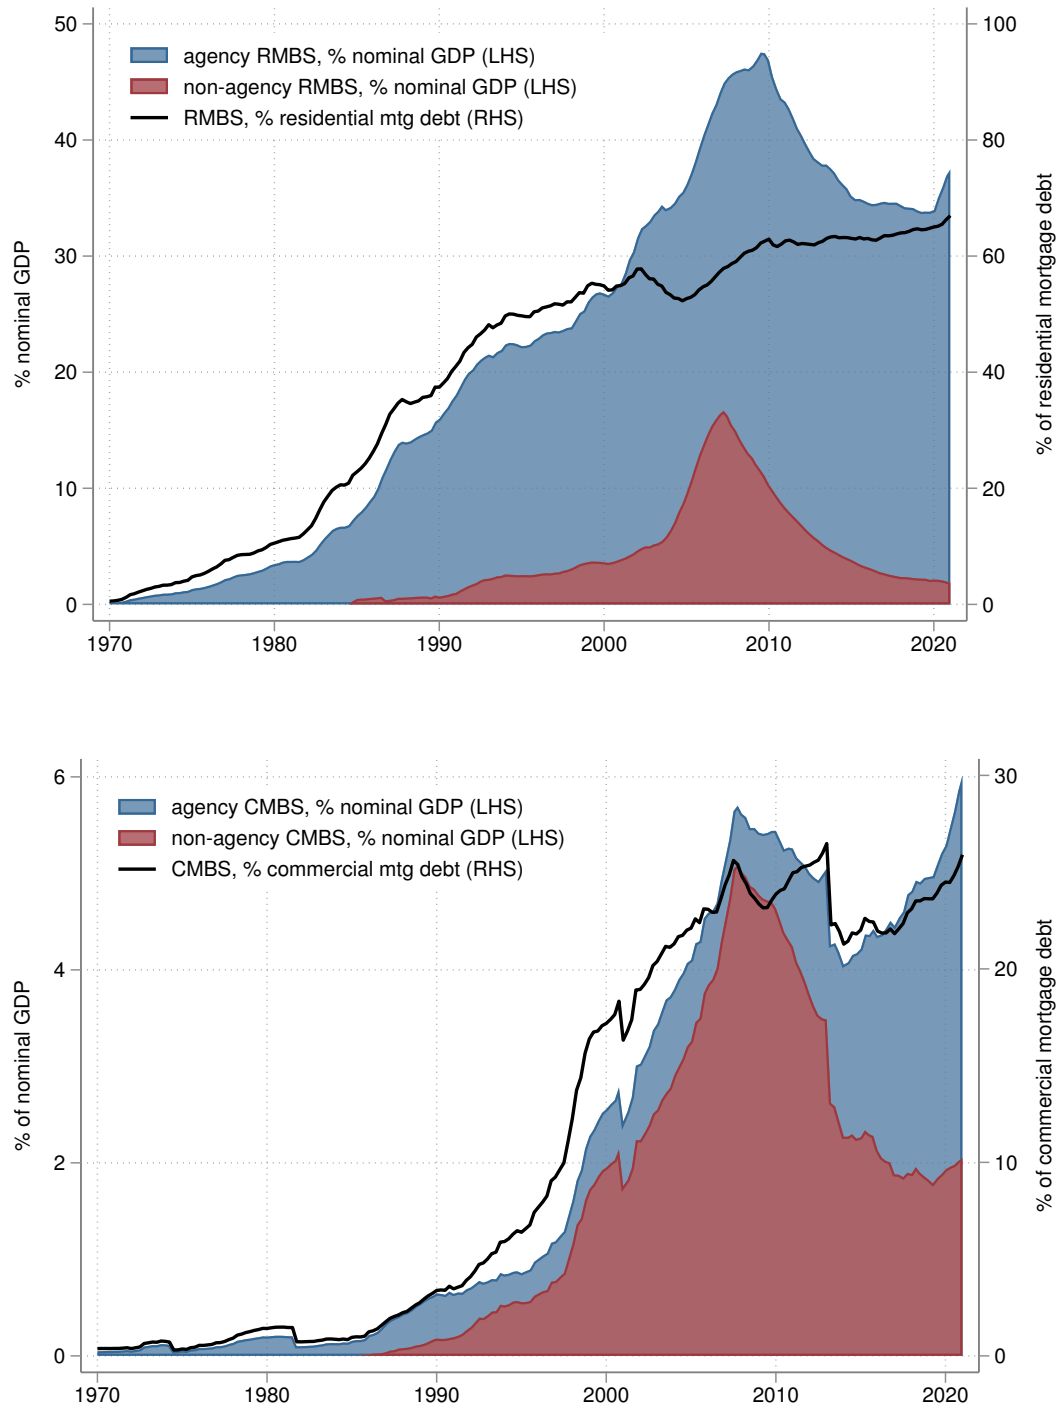 50
40
30
20
10
0
% nominal GDP
agency RMBS, % nominal GDP (LHS)
non-agency RMBS, % nominal GDP (LHS)
RMBS, % residential mtg debt (RHS)
100
80
60
40
20
0
% of residential mortgage debt
1970 1980 1990 2000 2010 2020
6
4
2
0
% of nominal GDP
agency CMBS, % nominal GDP (LHS)
non-agency CMBS, % nominal GDP (LHS)
CMBS, % commercial mtg debt (RHS)
30
20
10
0
% of commercial mortgage debt
1970 1980 1990 2000 2010 2020